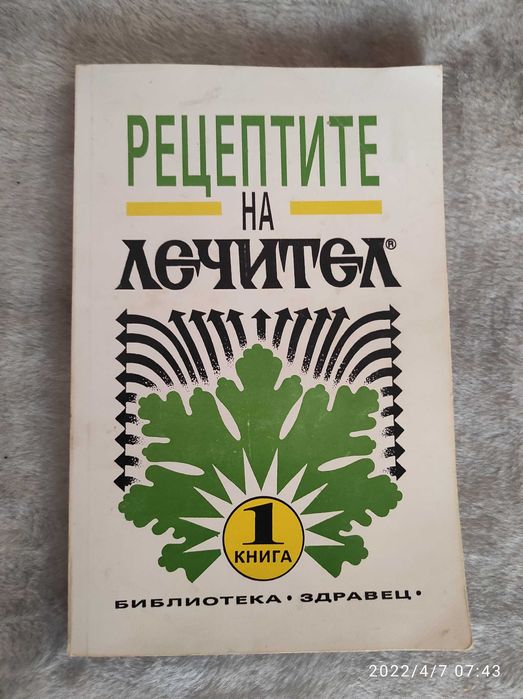 РЕЦЕПТИТЕ
НА
ЛЕЧИТЕЛ®
1
КНИГА
БИБЛИОТЕКА • ЗДРАВЕЦ •
2022/4/7 07:43